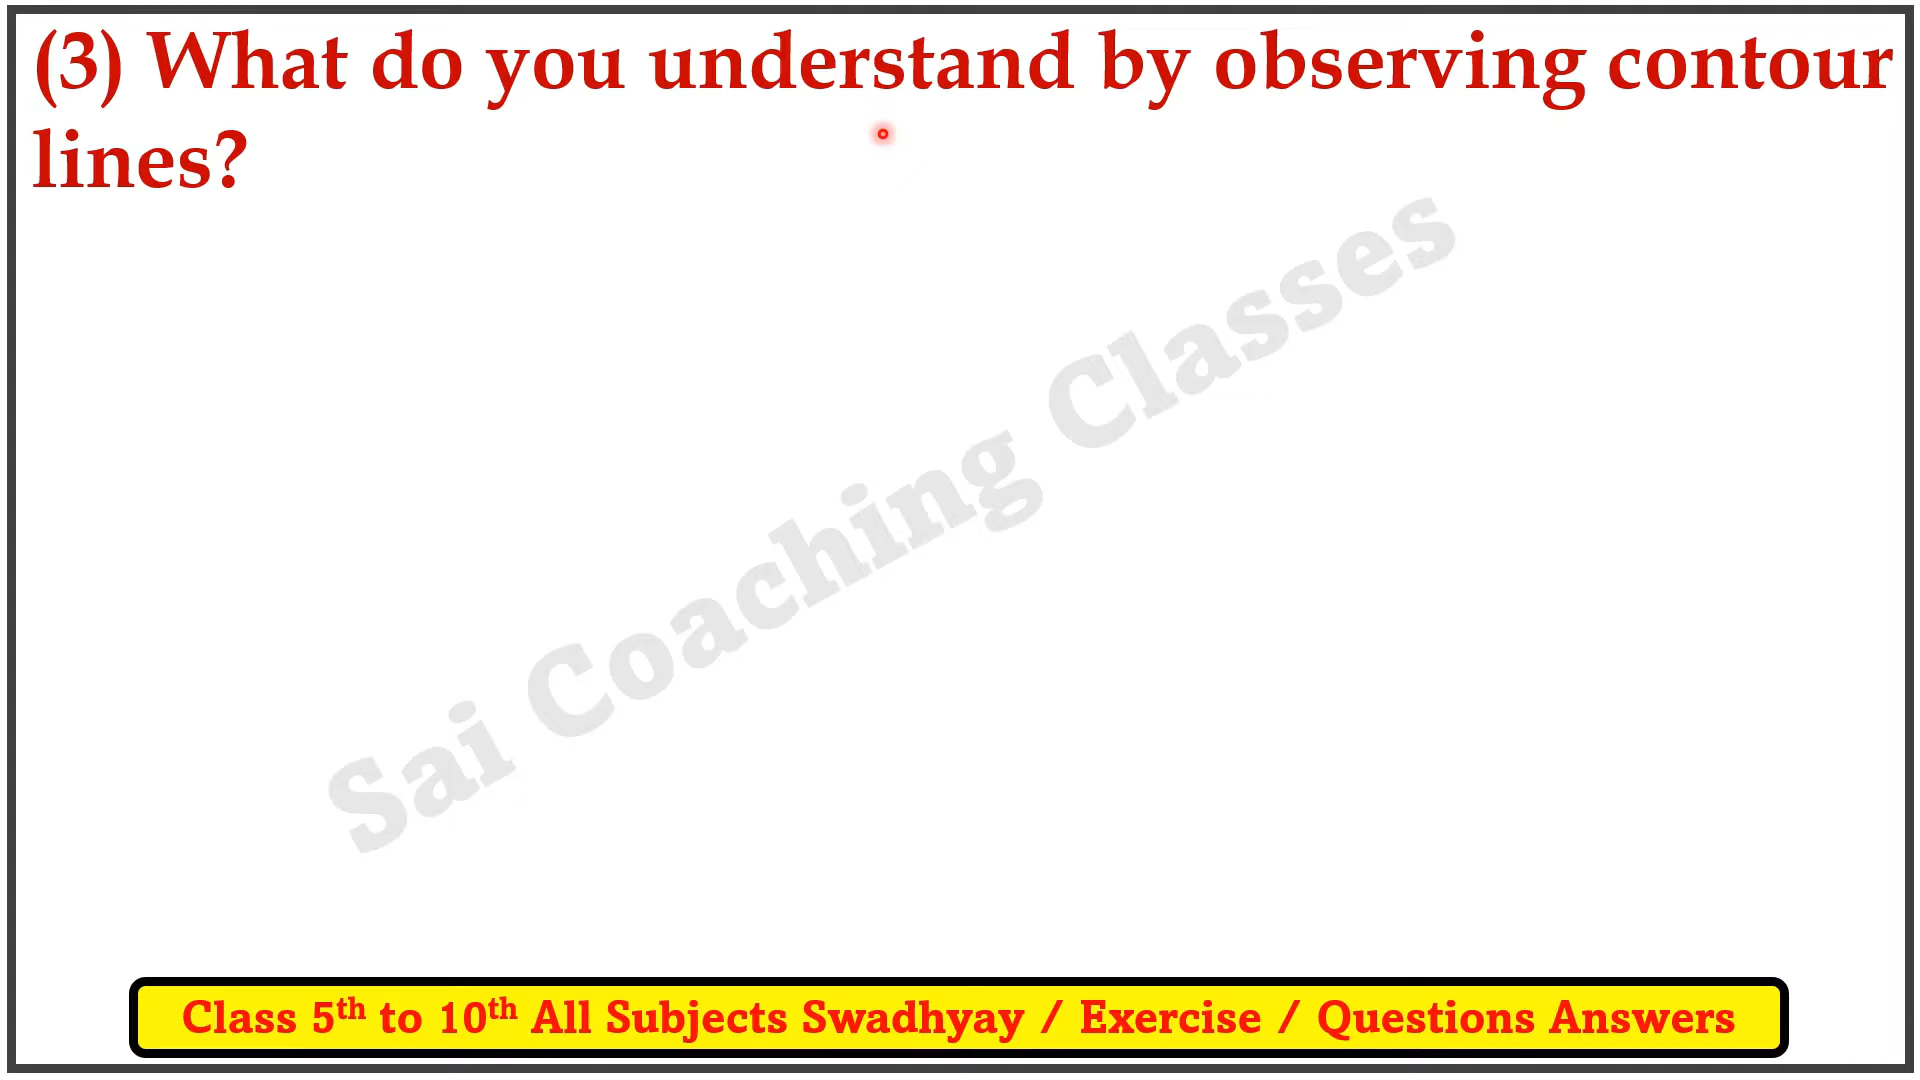 (3) What do you understand by observing contour
lines?
Sai Coaching Classes
Class 5th to 10th All Subjects Swadhyay / Exercise / Questions Answers